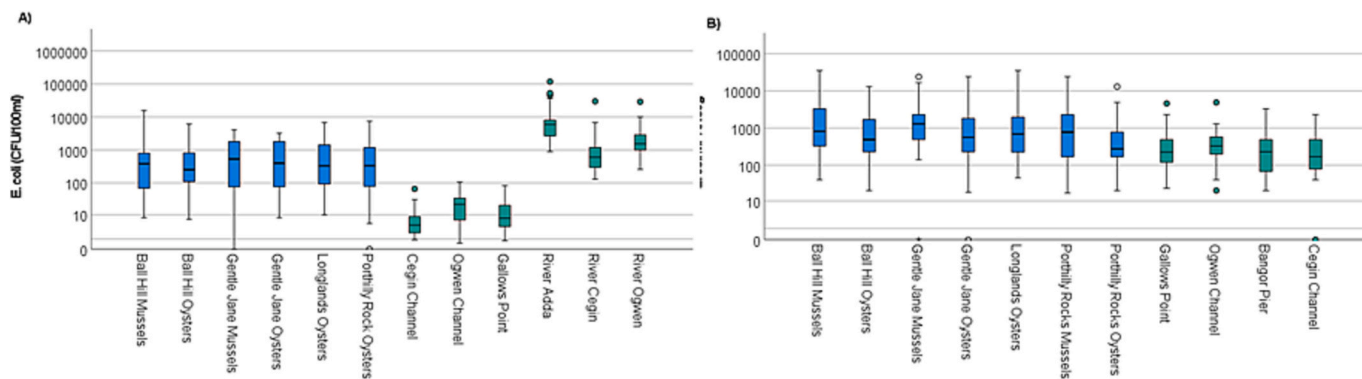 A)
E.coli (CFU/100ml)
1000000
100000
10000
1000
100
10
0
Ball Hill Mussels
Ball Hill Oysters
Gentle Jane Mussels
Gentle Jane Oysters
Longlands Oysters
Porthilly Rock Oysters
Cegin Channel
Ogwen Channel
Gallows Point
River Adda
River Cegin
River Ogwen
B)
100000
10000
1000
100
10
0
Ball Hill Mussels
Ball Hill Oysters
Gentle Jane Mussels
Gentle Jane Oysters
Longlands Oysters
Porthilly Rocks Mussels
Porthilly Rocks Oysters
Gallows Point
Ogwen Channel
Bangor Pier
Cegin Channel